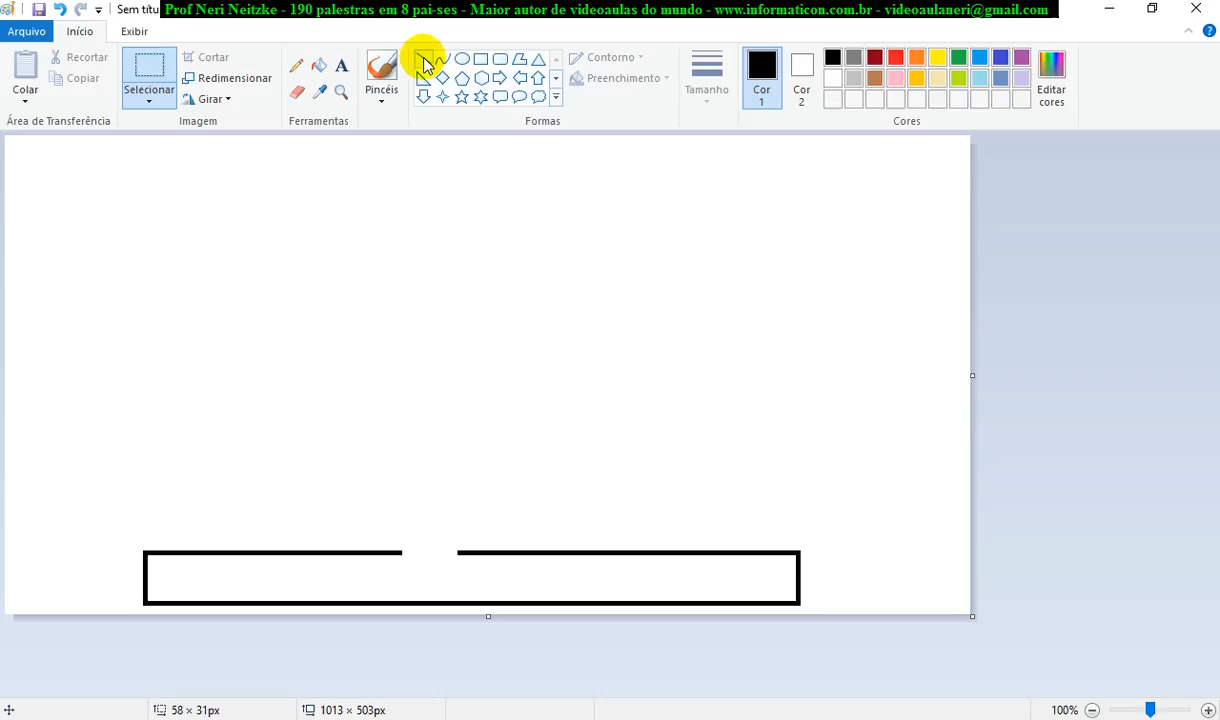 Sem títu
Prof Neri Neitzke - 190 palestras em 8 pai-ses - Maior autor de videoaulas do mundo - www.informaticon.com.br - videoaulaneri@gmail.com
Arquivo Início Exibir
Colar
Recortar
Copiar
Área de Transferência
Selecionar
Cortar
Redimensionar
Girar
Imagem
A
Ferramentas
Pincéis
Contorno
Preenchimento
Formas
Tamanho
Cor 1
Cor 2
Editar cores
Cores
58 × 31px
1013 × 503px
100%